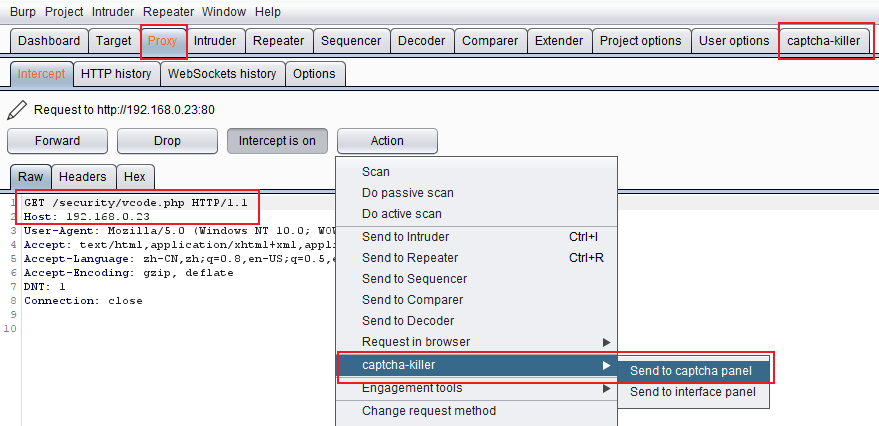 Burp Project Intruder Repeater Window Help
Dashboard Target Proxy Intruder Repeater Sequencer Decoder Comparer Extender Project options User options captcha-killer
Intercept HTTP history WebSockets history Options
Request to http://192.168.0.23:80
Forward Drop Intercept is on Action
Raw Headers Hex
1 GET /security/vcode.php HTTP/1.1
2 Host: 192.168.0.23
3 User-Agent: Mozilla/5.0 (Windows NT 10.0; WOW
4 Accept: text/html,application/xhtml+xml,appli
5 Accept-Language: zh-CN,zh;q=0.8,en-US;q=0.5,e
6 Accept-Encoding: gzip, deflate
7 DNT: 1
8 Connection: close
9
10
Scan
Do passive scan
Do active scan
Send to Intruder Ctrl+I
Send to Repeater Ctrl+R
Send to Sequencer
Send to Comparer
Send to Decoder
Request in browser
captcha-killer
Engagement tools
Change request method
Send to captcha panel
Send to interface panel